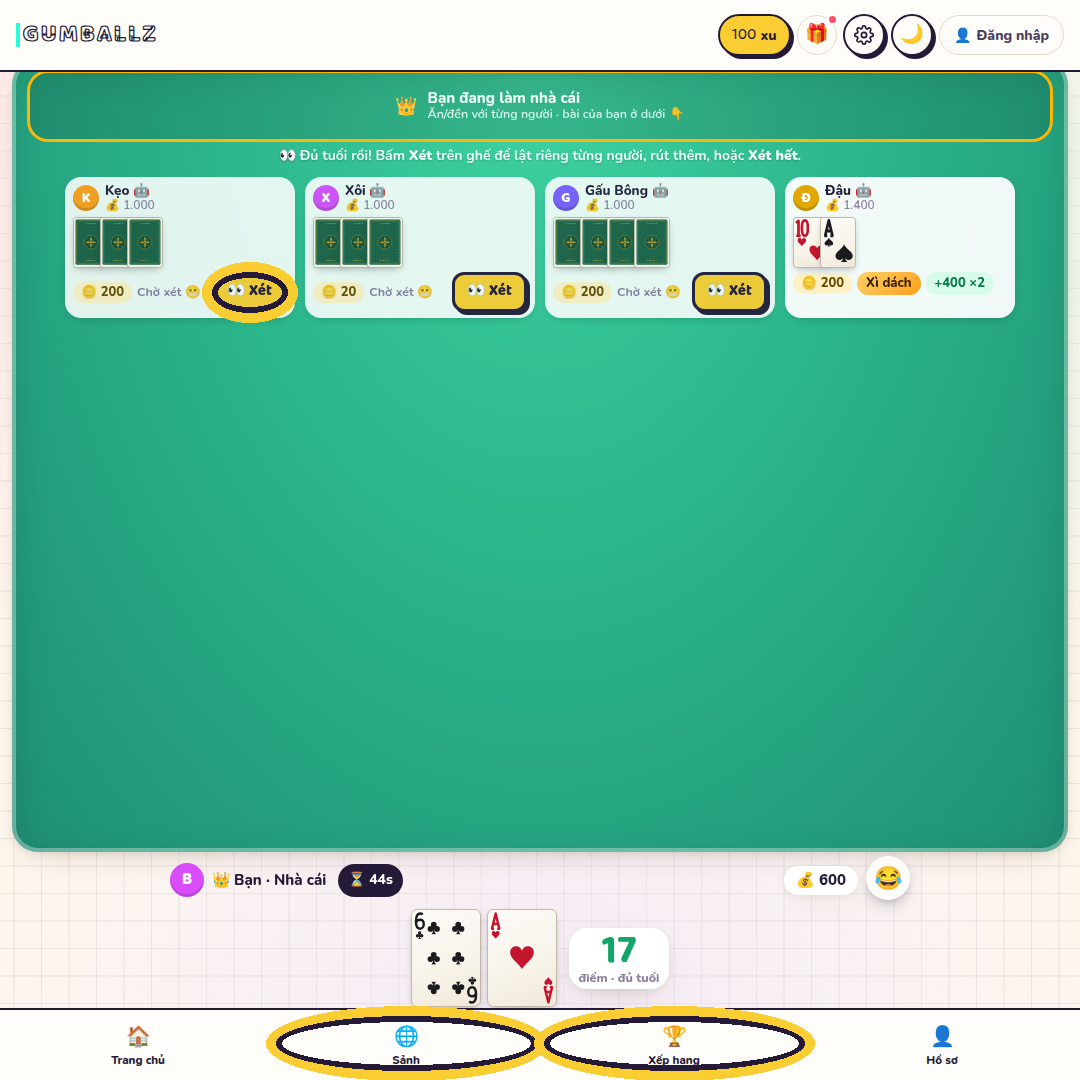 GUMBALLZ
100 xu
Đăng nhập
Bạn đang làm nhà cái
Ăn/đền với từng người · bài của bạn ở dưới
Đủ tuổi rồi! Bấm Xét trên ghế để lật riêng từng người, rút thêm, hoặc Xét hết.
K Kẹo
1.000
200 Chờ xét Xét
X Xôi
1.000
20 Chờ xét Xét
G Gấu Bông
1.000
200 Chờ xét Xét
Đ Đậu
1.400
10 A
200 Xì dách +400 ×2
B Bạn · Nhà cái 44s
600
6 A
6 A
17
điểm · đủ tuổi
Trang chủ
Sảnh
Xếp hạng
Hồ sơ